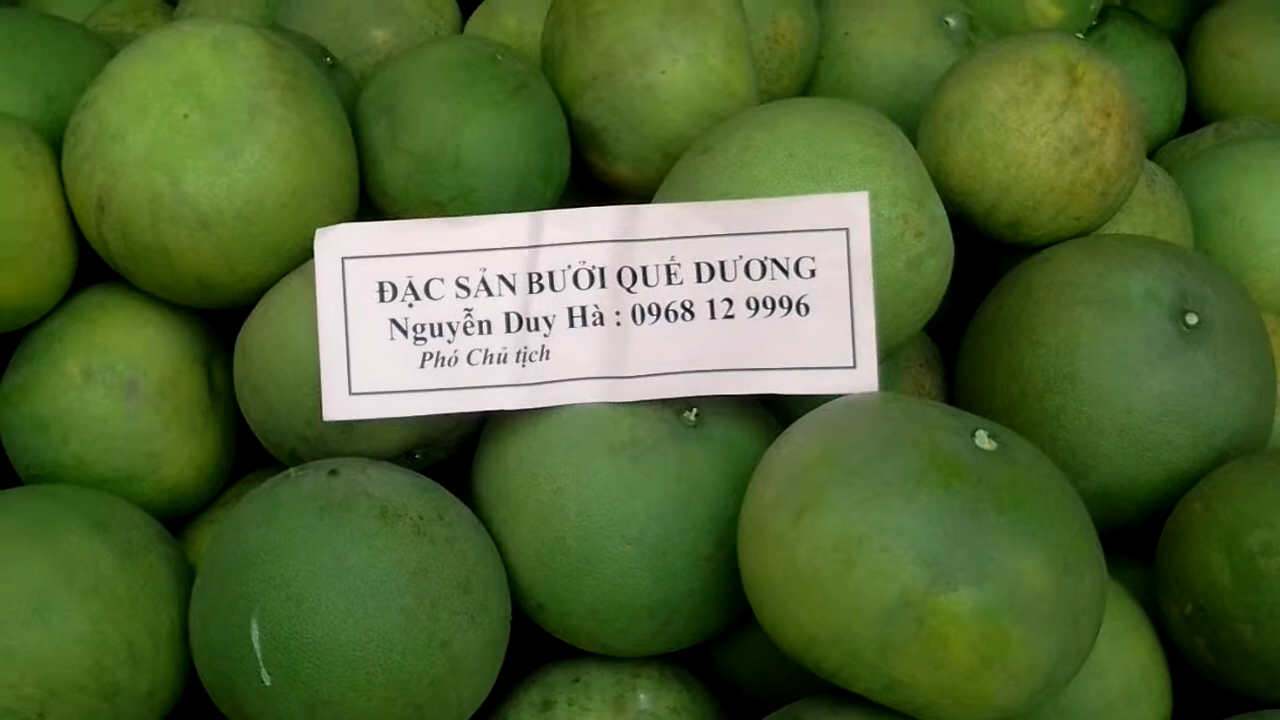 ĐẶC SẢN BƯỞI QUẾ DƯƠNG
Nguyễn Duy Hà : 0968 12 9996
Phó Chủ tịch